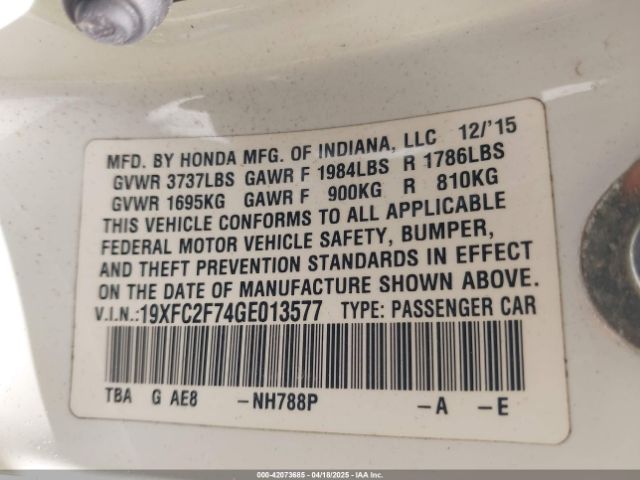 MFD. BY HONDA MFG. OF INDIANA, LLC 12/'15
GVWR 3737LBS GAWR F 1984LBS R 1786LBS
GVWR 1695KG GAWR F 900KG R 810KG
THIS VEHICLE CONFORMS TO ALL APPLICABLE
FEDERAL MOTOR VEHICLE SAFETY, BUMPER,
AND THEFT PREVENTION STANDARDS IN EFFECT
ON THE DATE OF MANUFACTURE SHOWN ABOVE.
V.I.N.:19XFC2F74GE013577 TYPE: PASSENGER CAR
TBA G AE8 -NH788P -A -E
000-42073685 - 04/18/2025 - IAAI.com